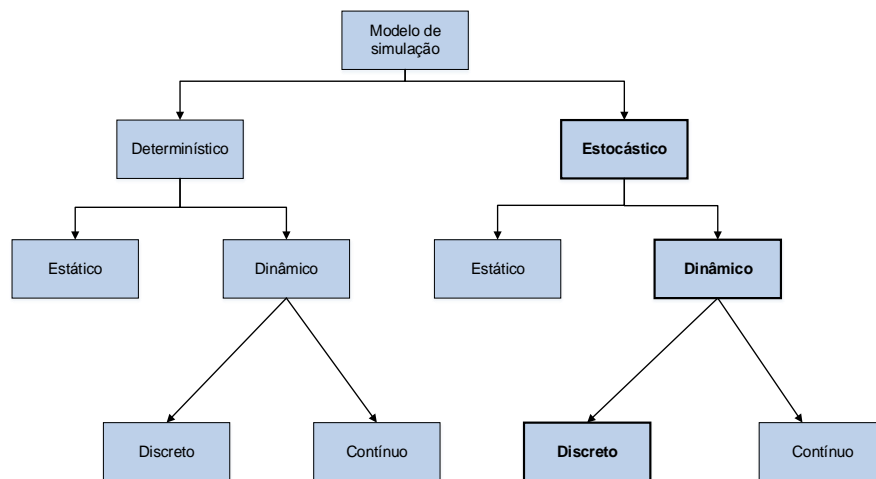 Modelo de
simulação
Determinístico
Estocástico
Estático
Dinâmico
Estático
Dinâmico
Discreto
Contínuo
Discreto
Contínuo